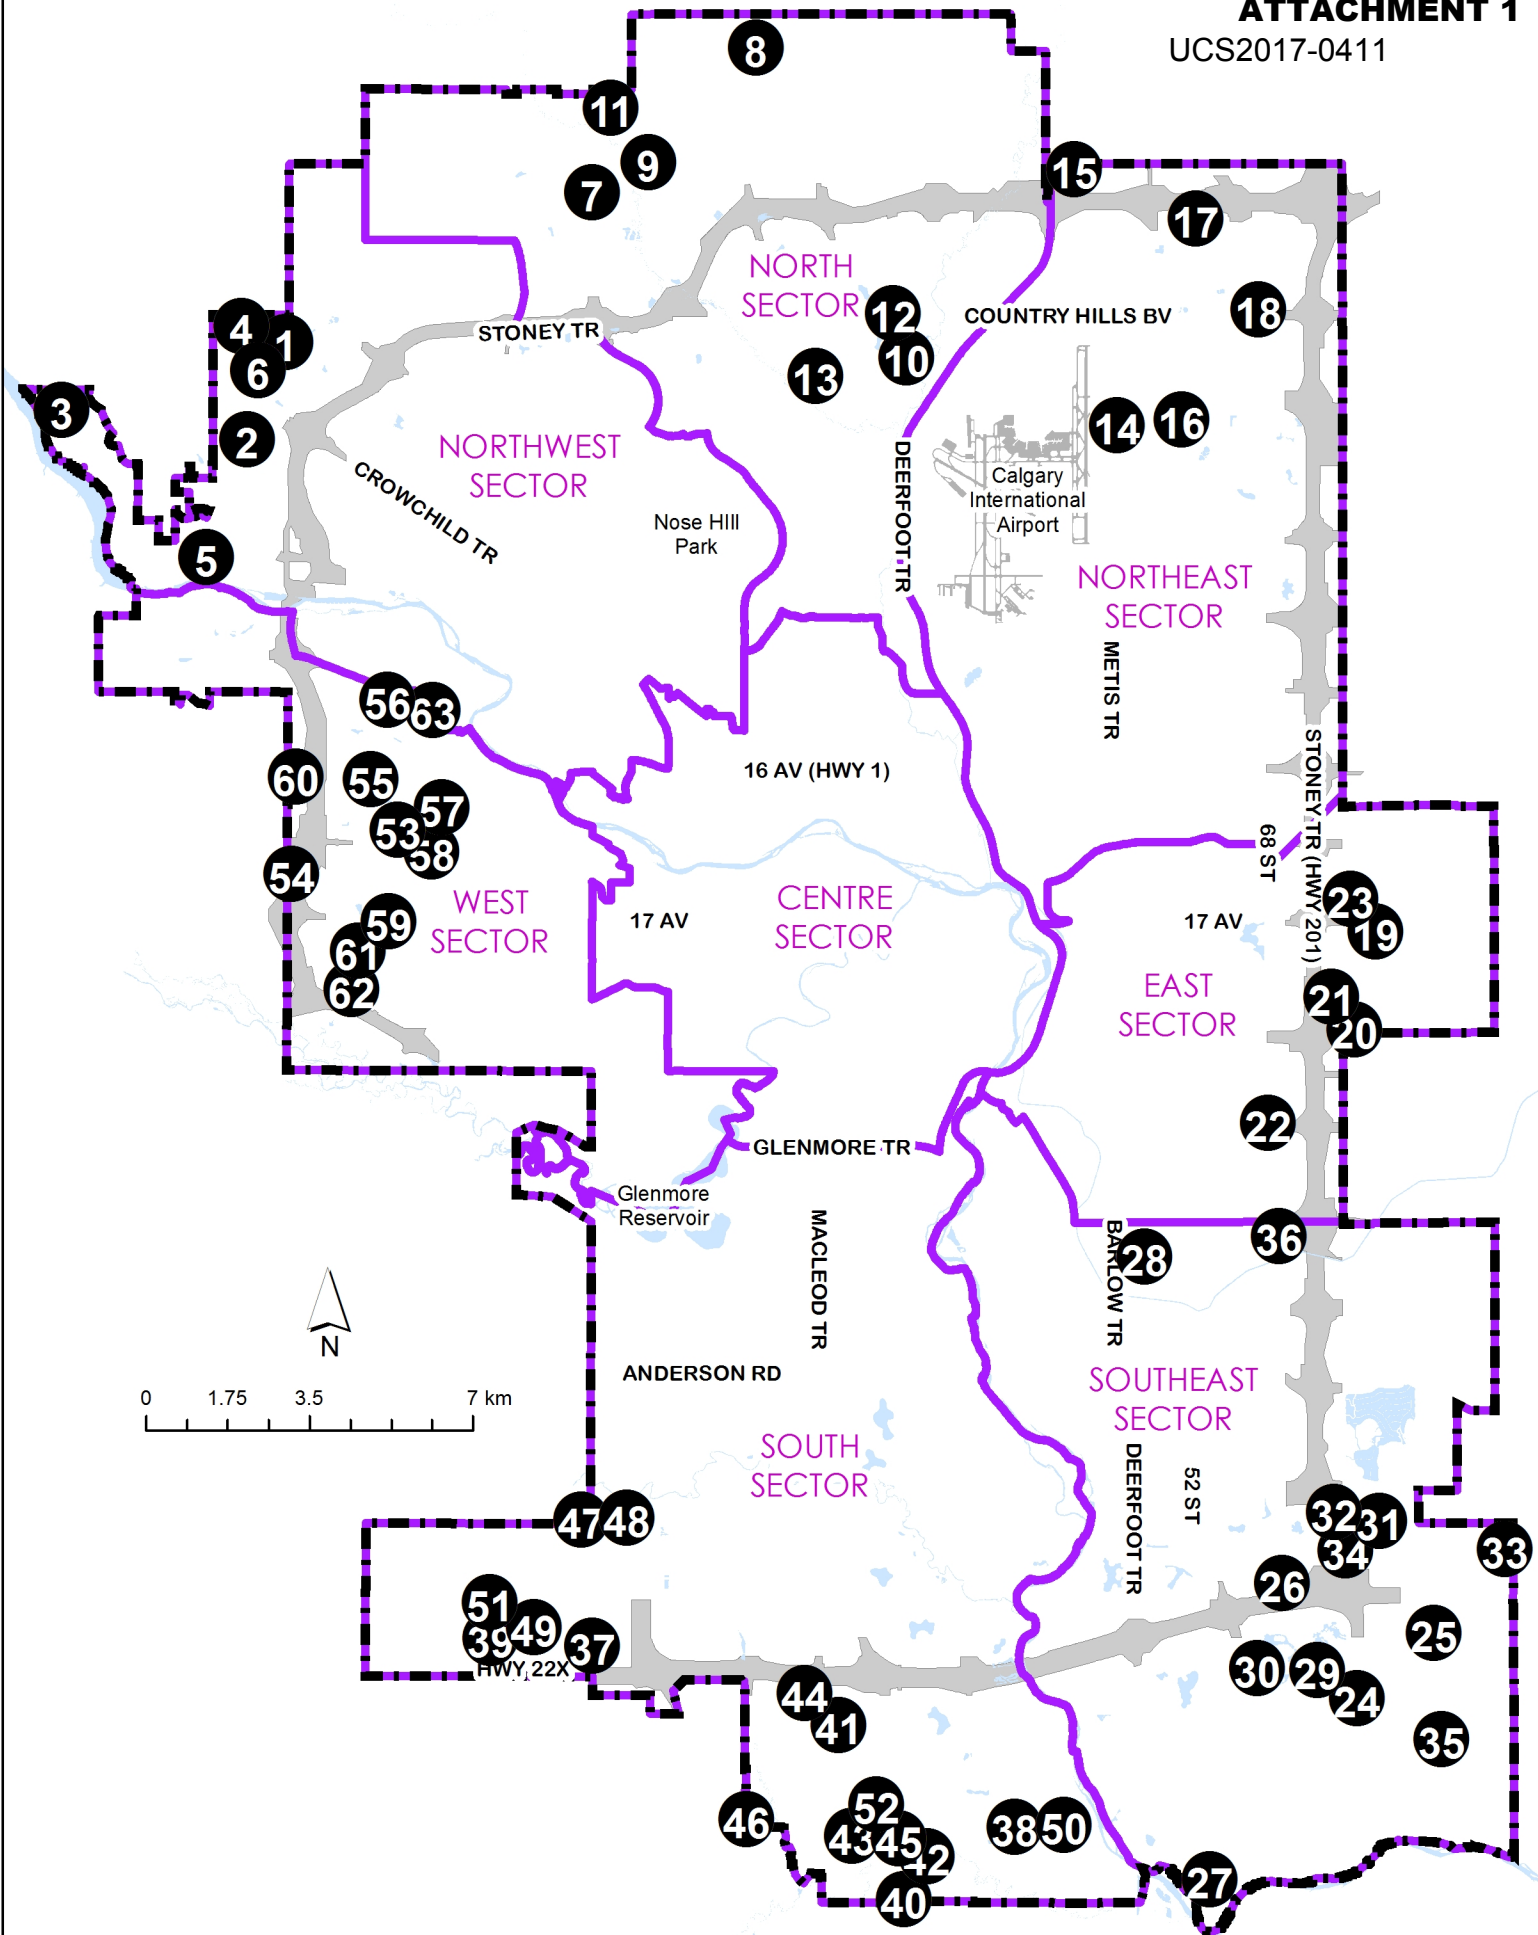 ATTACHMENT 1
UCS2017-0411
8
11
9
7
15
17
NORTH
SECTOR
12
10
13
COUNTRY HILLS BV
18
4
1
6
STONEY TR
3
2
NORTHWEST
SECTOR
CROWCHILD TR
Nose HIll
Park
DEERFOOT TR
14
16
Calgary
International
Airport
5
NORTHEAST
SECTOR
METIS TR
56
63
60
55
57
53
58
54
16 AV (HWY 1)
STONEY TR (HWY 201)
68 ST
WEST
SECTOR
17 AV
CENTRE
SECTOR
17 AV
23
19
59
61
62
EAST
SECTOR
21
20
22
GLENMORE TR
Glenmore
Reservoir
MACLEOD TR
BARLOW TR
28
36
N
0
1.75
3.5
7 km
ANDERSON RD
SOUTHEAST
SECTOR
SOUTH
SECTOR
DEERFOOT TR
52 ST
47
48
32
31
34
33
26
51
39
49
37
HWY 22X
25
30
29
24
35
44
41
46
52
43
45
42
38
50
40
27